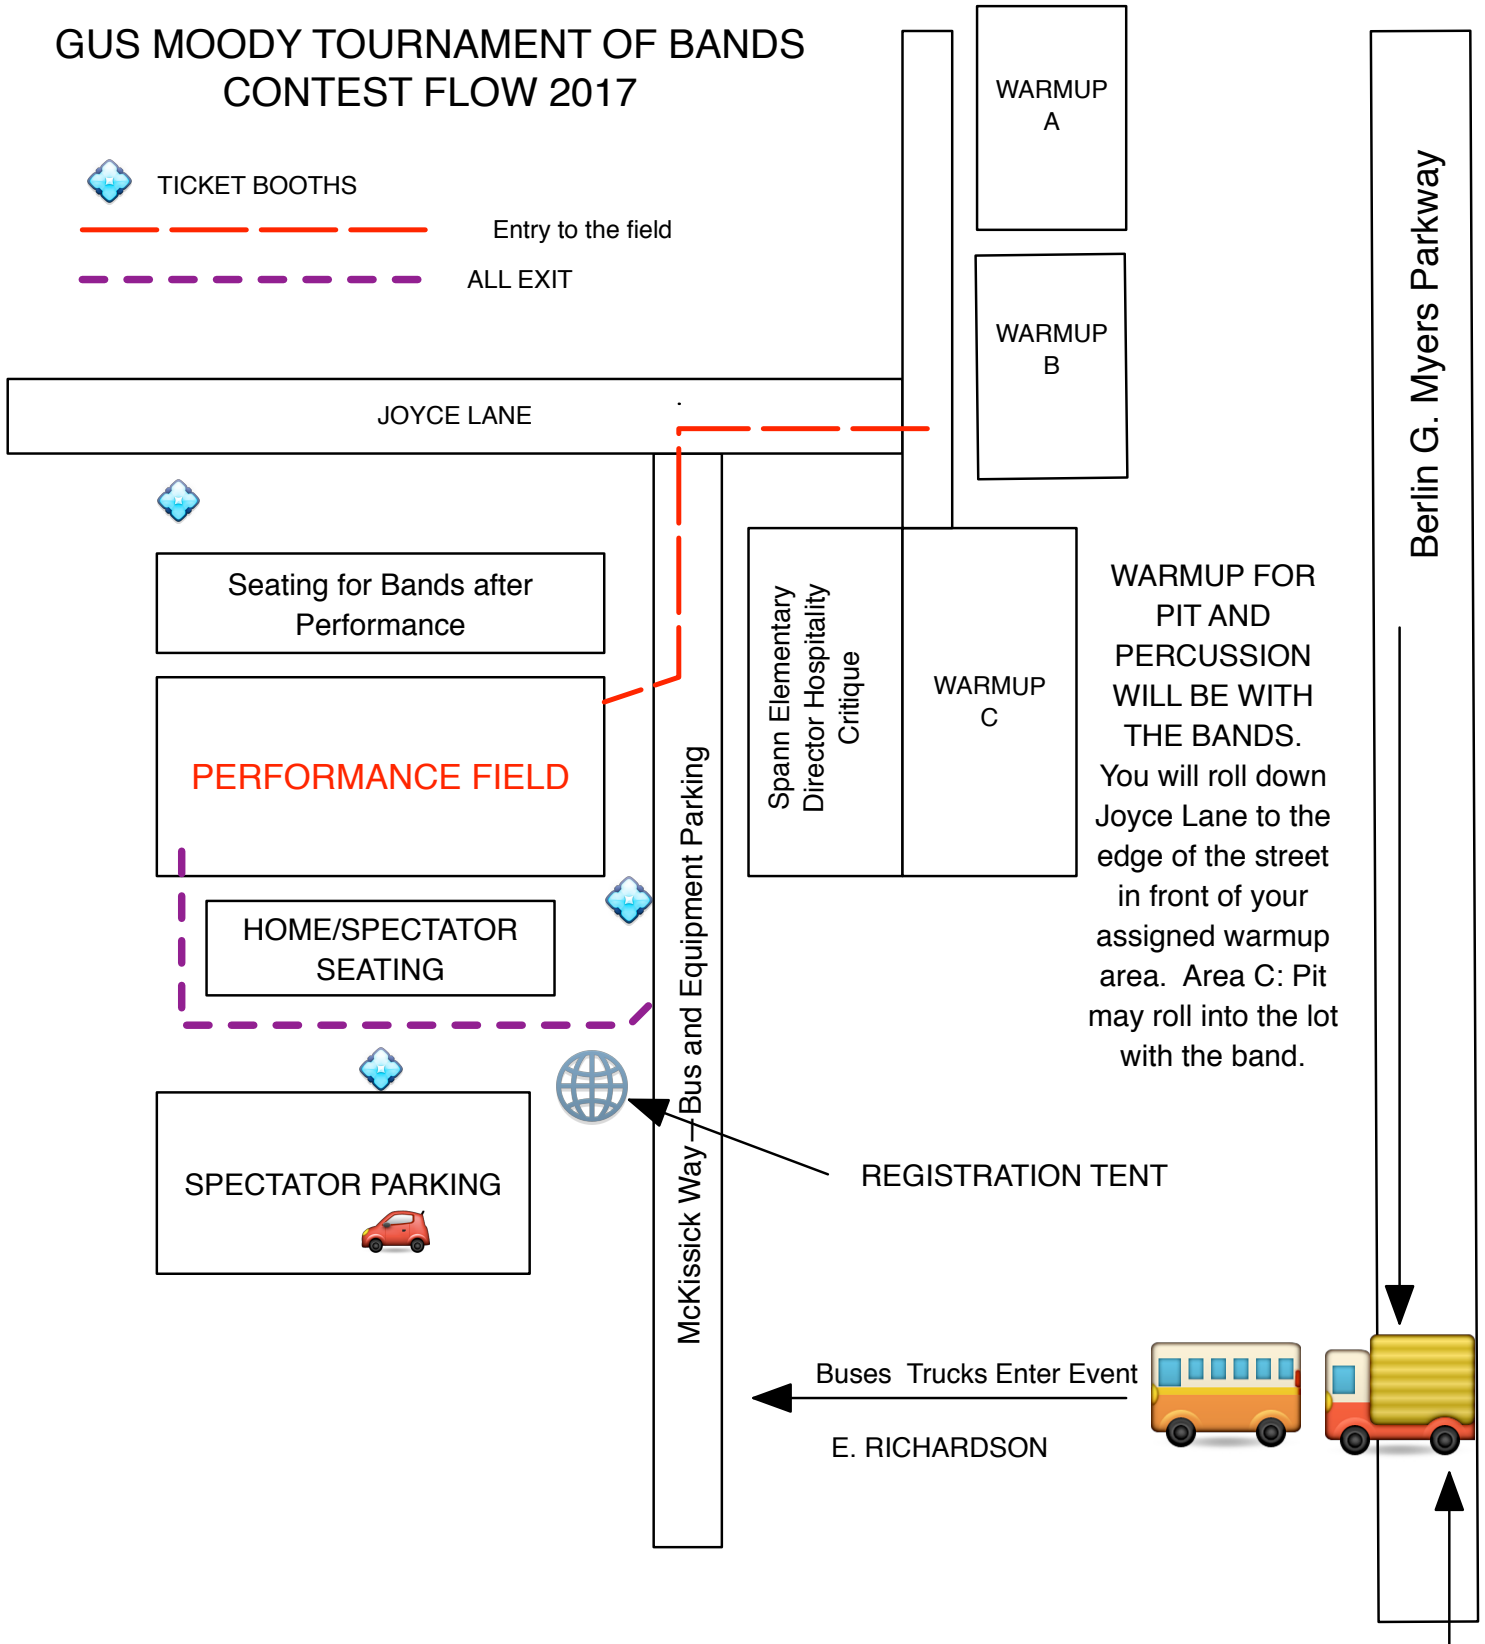 GUS MOODY TOURNAMENT OF BANDS
CONTEST FLOW 2017
TICKET BOOTHS
Entry to the field
ALL EXIT
WARMUP
A
WARMUP
B
Berlin G. Myers Parkway
JOYCE LANE
Seating for Bands after
Performance
PERFORMANCE FIELD
Spann Elementary
Director Hospitality
Critique
WARMUP
C
WARMUP FOR
PIT AND
PERCUSSION
WILL BE WITH
THE BANDS.
You will roll down
Joyce Lane to the
edge of the street
in front of your
assigned warmup
area.  Area C: Pit
may roll into the lot
with the band.
HOME/SPECTATOR
SEATING
McKissick Way—Bus and Equipment Parking
SPECTATOR PARKING
REGISTRATION TENT
Buses  Trucks Enter Event
E. RICHARDSON